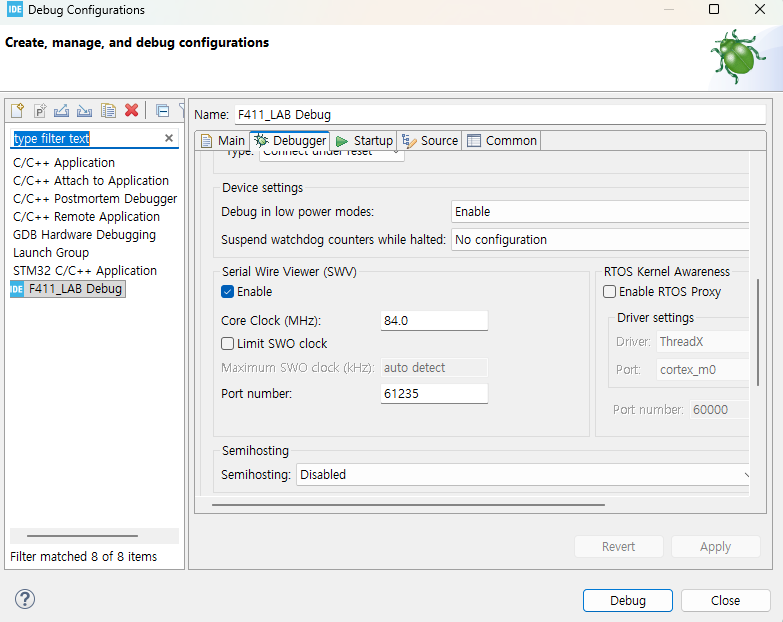 IDE Debug Configurations
Create, manage, and debug configurations
type filter text
C/C++ Application
C/C++ Attach to Application
C/C++ Postmortem Debugger
C/C++ Remote Application
GDB Hardware Debugging
Launch Group
STM32 C/C++ Application
IDE F411_LAB Debug
Filter matched 8 of 8 items
Name: F411_LAB Debug
Main Debugger Startup Source Common
Type: Connect under reset
Device settings
Debug in low power modes: Enable
Suspend watchdog counters while halted: No configuration
Serial Wire Viewer (SWV)
Enable
Core Clock (MHz): 84.0
Limit SWO clock
Maximum SWO clock (kHz): auto detect
Port number: 61235
RTOS Kernel Awareness
Enable RTOS Proxy
Driver settings
Driver: ThreadX
Port: cortex_m0
Port number: 60000
Semihosting
Semihosting: Disabled
Revert Apply
? Debug Close